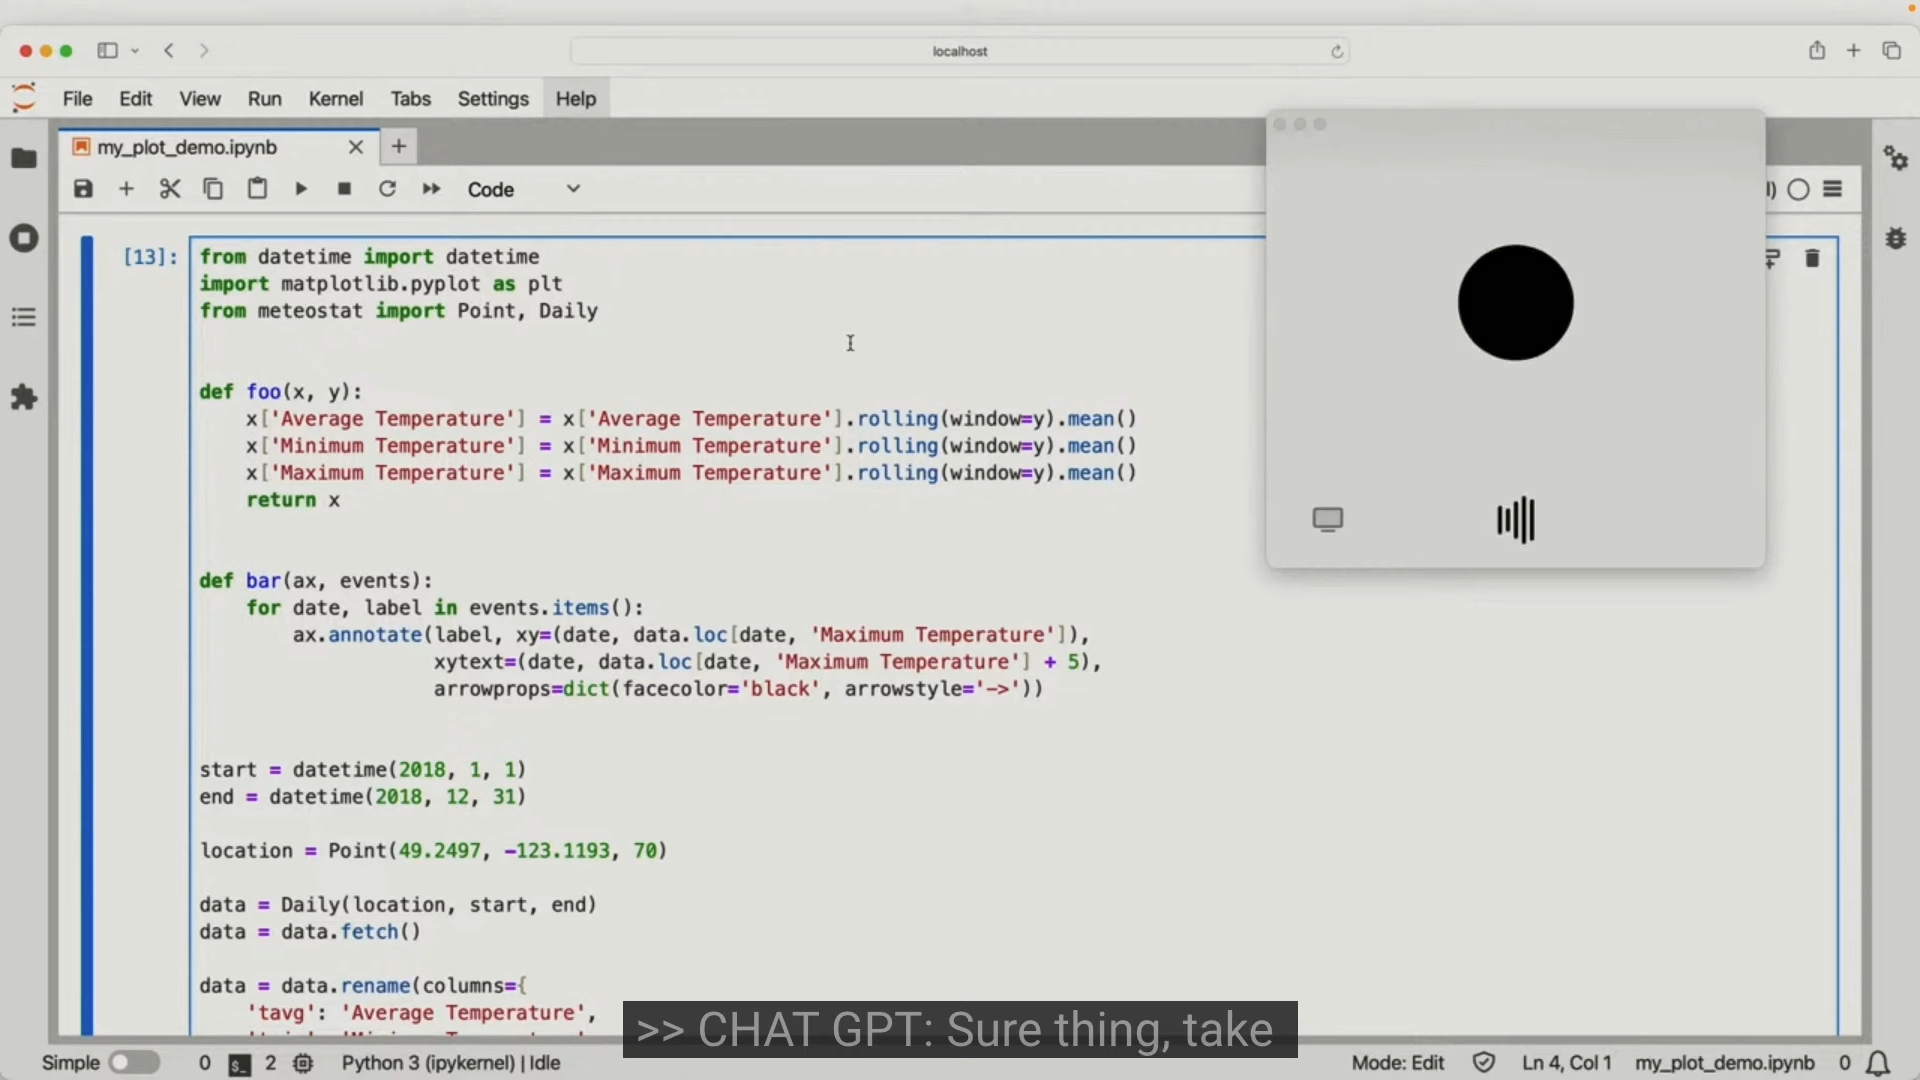 localhost
File Edit View Run Kernel Tabs Settings Help
my_plot_demo.ipynb
Code
[13]:
from datetime import datetime
import matplotlib.pyplot as plt
from meteostat import Point, Daily
def foo(x, y):
x['Average Temperature'] = x['Average Temperature'].rolling(window=y).mean()
x['Minimum Temperature'] = x['Minimum Temperature'].rolling(window=y).mean()
x['Maximum Temperature'] = x['Maximum Temperature'].rolling(window=y).mean()
return x
def bar(ax, events):
for date, label in events.items():
ax.annotate(label, xy=(date, data.loc[date, 'Maximum Temperature']),
xytext=(date, data.loc[date, 'Maximum Temperature'] + 5),
arrowprops=dict(facecolor='black', arrowstyle='->'))
start = datetime(2018, 1, 1)
end = datetime(2018, 12, 31)
location = Point(49.2497, -123.1193, 70)
data = Daily(location, start, end)
data = data.fetch()
data = data.rename(columns={
'tavg': 'Average Temperature',
>> CHAT GPT: Sure thing, take
Simple 0 2 Python 3 (ipykernel) | Idle Mode: Edit Ln 4, Col 1 my_plot_demo.ipynb 0